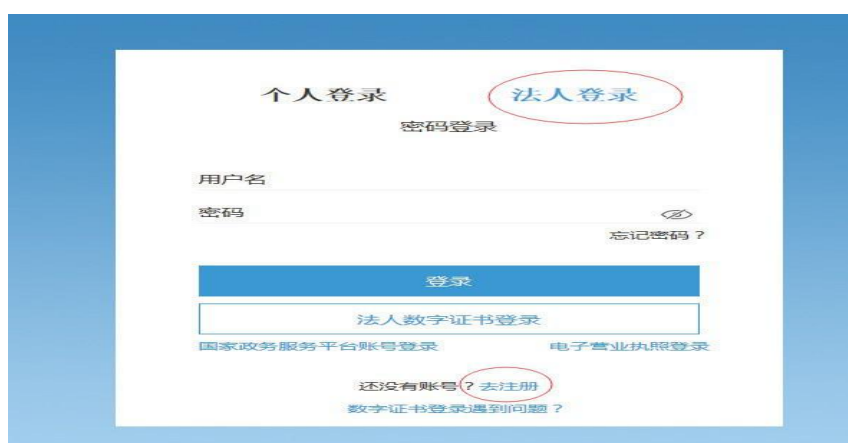 个人登录 法人登录
密码登录
用户名
密码
忘记密码？
登录
法人数字证书登录
国家政务服务平台账号登录 电子营业执照登录
还没有账号？去注册
数字证书登录遇到问题？